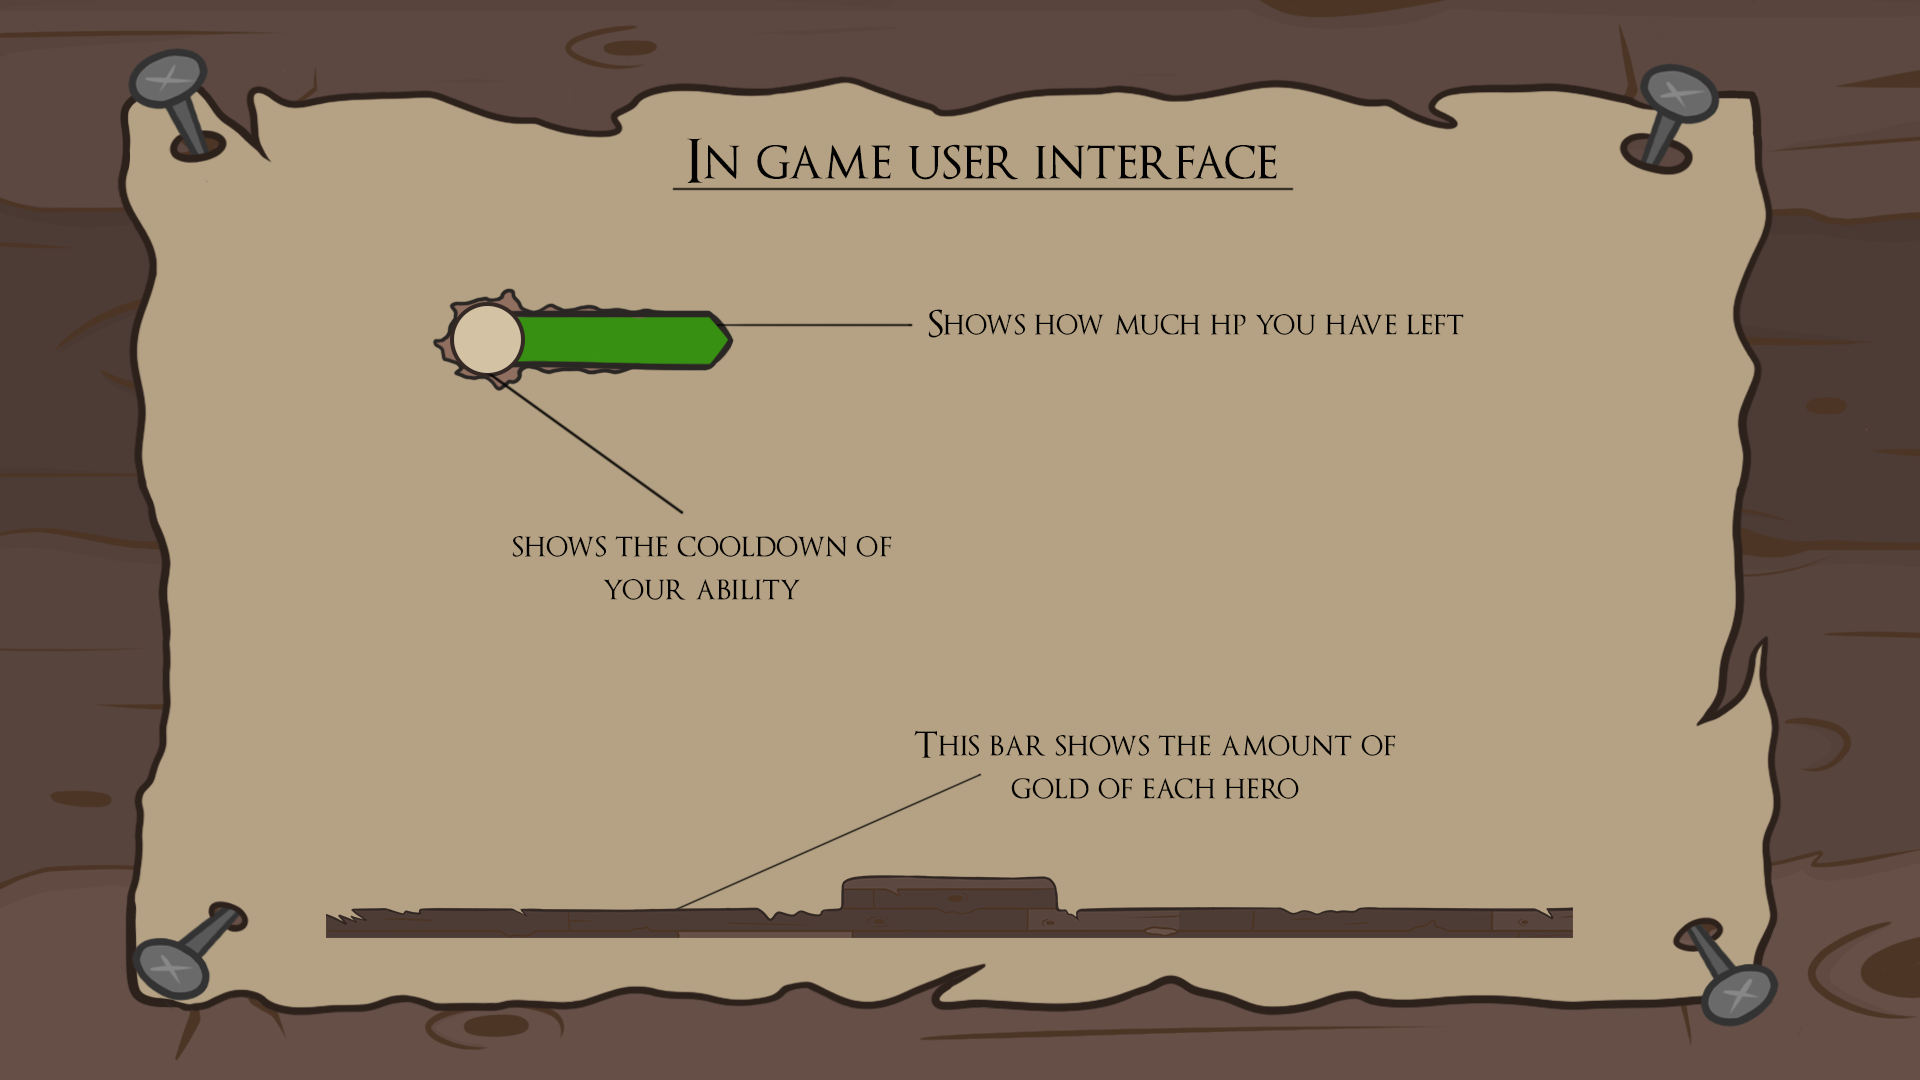 In game user interface
Shows how much hp you have left
shows the cooldown of
your ability
This bar shows the amount of
gold of each hero